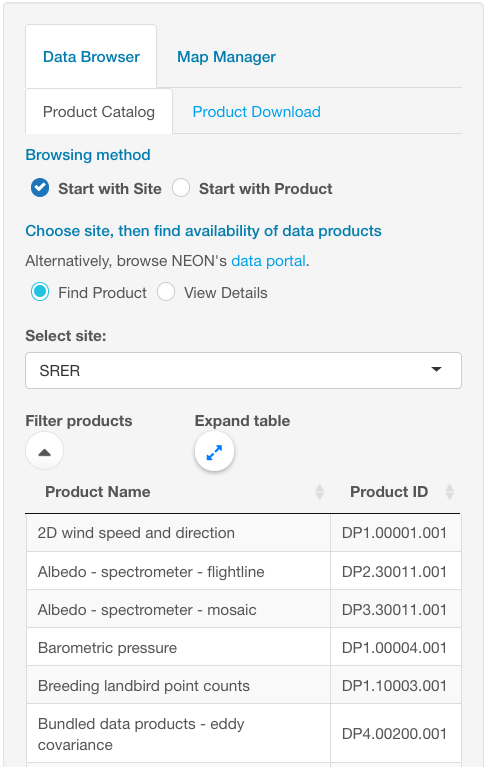 Data Browser Map Manager
Product Catalog Product Download
Browsing method
Start with Site Start with Product
Choose site, then find availability of data products
Alternatively, browse NEON's data portal.
Find Product View Details
Select site:
SRER
Filter products Expand table
Product Name Product ID
2D wind speed and direction DP1.00001.001
Albedo - spectrometer - flightline DP2.30011.001
Albedo - spectrometer - mosaic DP3.30011.001
Barometric pressure DP1.00004.001
Breeding landbird point counts DP1.10003.001
Bundled data products - eddy
covariance DP4.00200.001